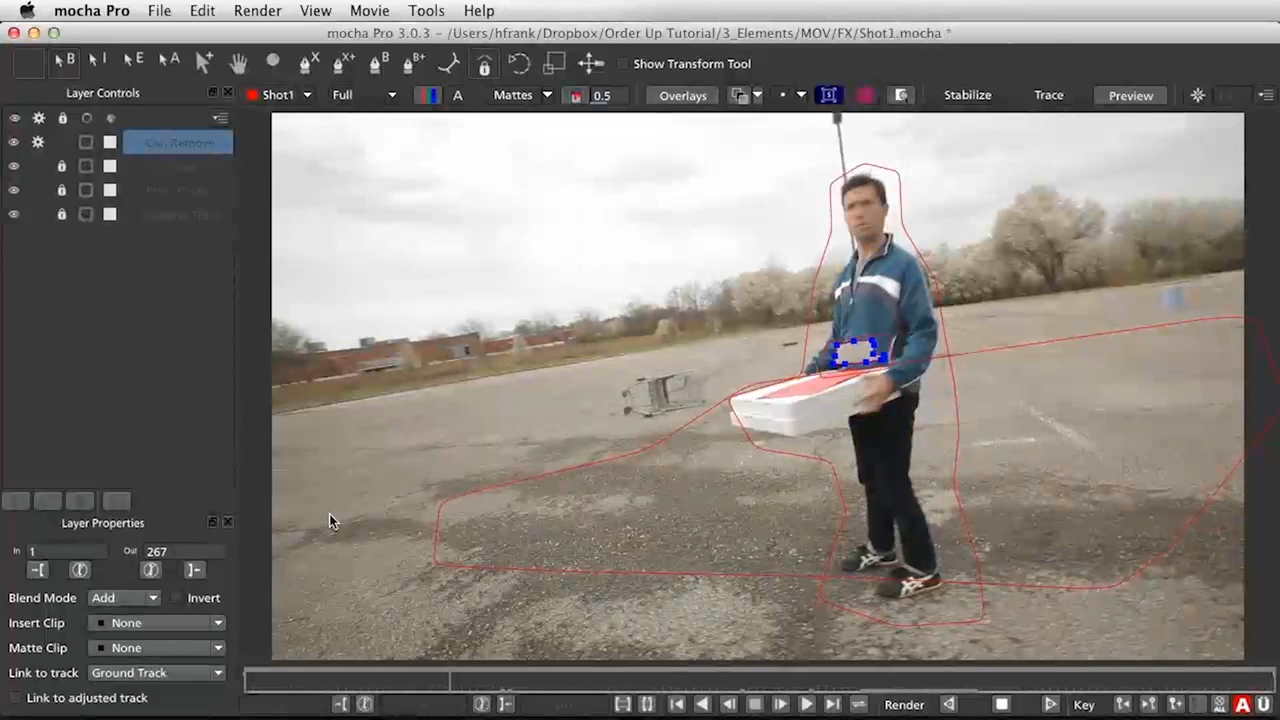 mocha Pro File Edit Render View Movie Tools Help
mocha Pro 3.0.3 – /Users/hfrank/Dropbox/Order Up Tutorial/3_Elements/MOV/FX/Shot1.mocha *
B I E A X X+ B B+ Show Transform Tool
Layer Controls
Shot1 Full A Mattes 0.5 Overlays Stabilize Trace Preview
Layer Properties
In 1 Out 267
Blend Mode Add Invert
Insert Clip None
Matte Clip None
Link to track Ground Track
Link to adjusted track
Render Key A Ü